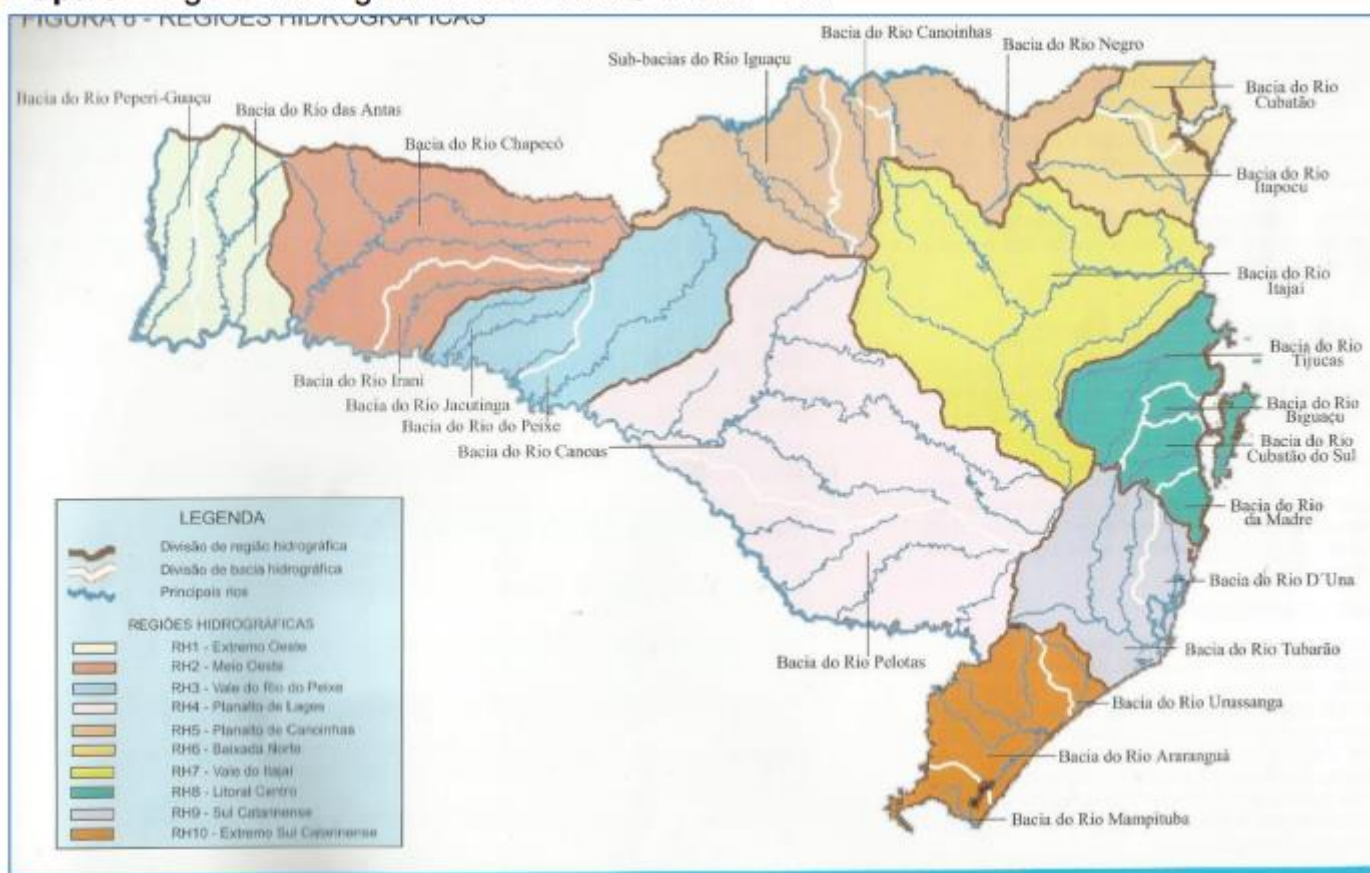 FIGURA 6 - REGIÕES HIDROGRÁFICAS
Bacia do Rio Canoinhas
Bacia do Rio Negro
Sub-bacias do Rio Iguaçu
Bacia do Rio Peperi-Guaçu
Bacia do Rio das Antas
Bacia do Rio Chapecó
Bacia do Rio
Cubatão
Bacia do Rio
Itapocu
Bacia do Rio
Itajaí
Bacia do Rio
Tijucas
Bacia do Rio Irani
Bacia do Rio Jacutinga
Bacia do Rio do Peixe
Bacia do Rio Canoas
Bacia do Rio
Biguaçu
Bacia do Rio
Cubatão do Sul
Bacia do Rio
da Madre
Bacia do Rio D´Una
Bacia do Rio Tubarão
Bacia do Rio Pelotas
Bacia do Rio Urussanga
Bacia do Rio Araranguá
Bacia do Rio Mampituba
LEGENDA
Divisão de região hidrográfica
Divisão de bacia hidrográfica
Principais rios
REGIÕES HIDROGRÁFICAS
RH1 - Extremo Oeste
RH2 - Meio Oeste
RH3 - Vale do Rio do Peixe
RH4 - Planalto de Lages
RH5 - Planalto de Canoinhas
RH6 - Baixada Norte
RH7 - Vale do Itajaí
RH8 - Litoral Centro
RH9 - Sul Catarinense
RH10 - Extremo Sul Catarinense